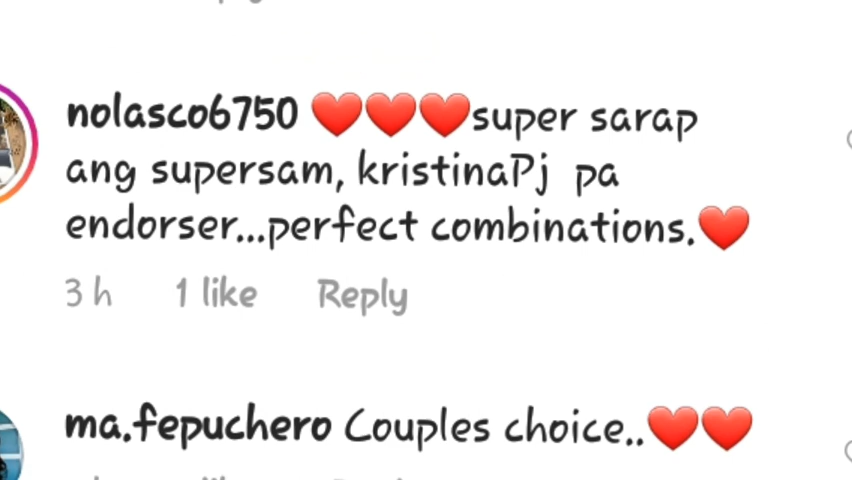 nolasco6750 ❤️❤️❤️super sarap
ang supersam, kristinaPj pa
endorser...perfect combinations.❤️
3 h 1 like Reply
ma.fepuchero Couples choice..❤️❤️